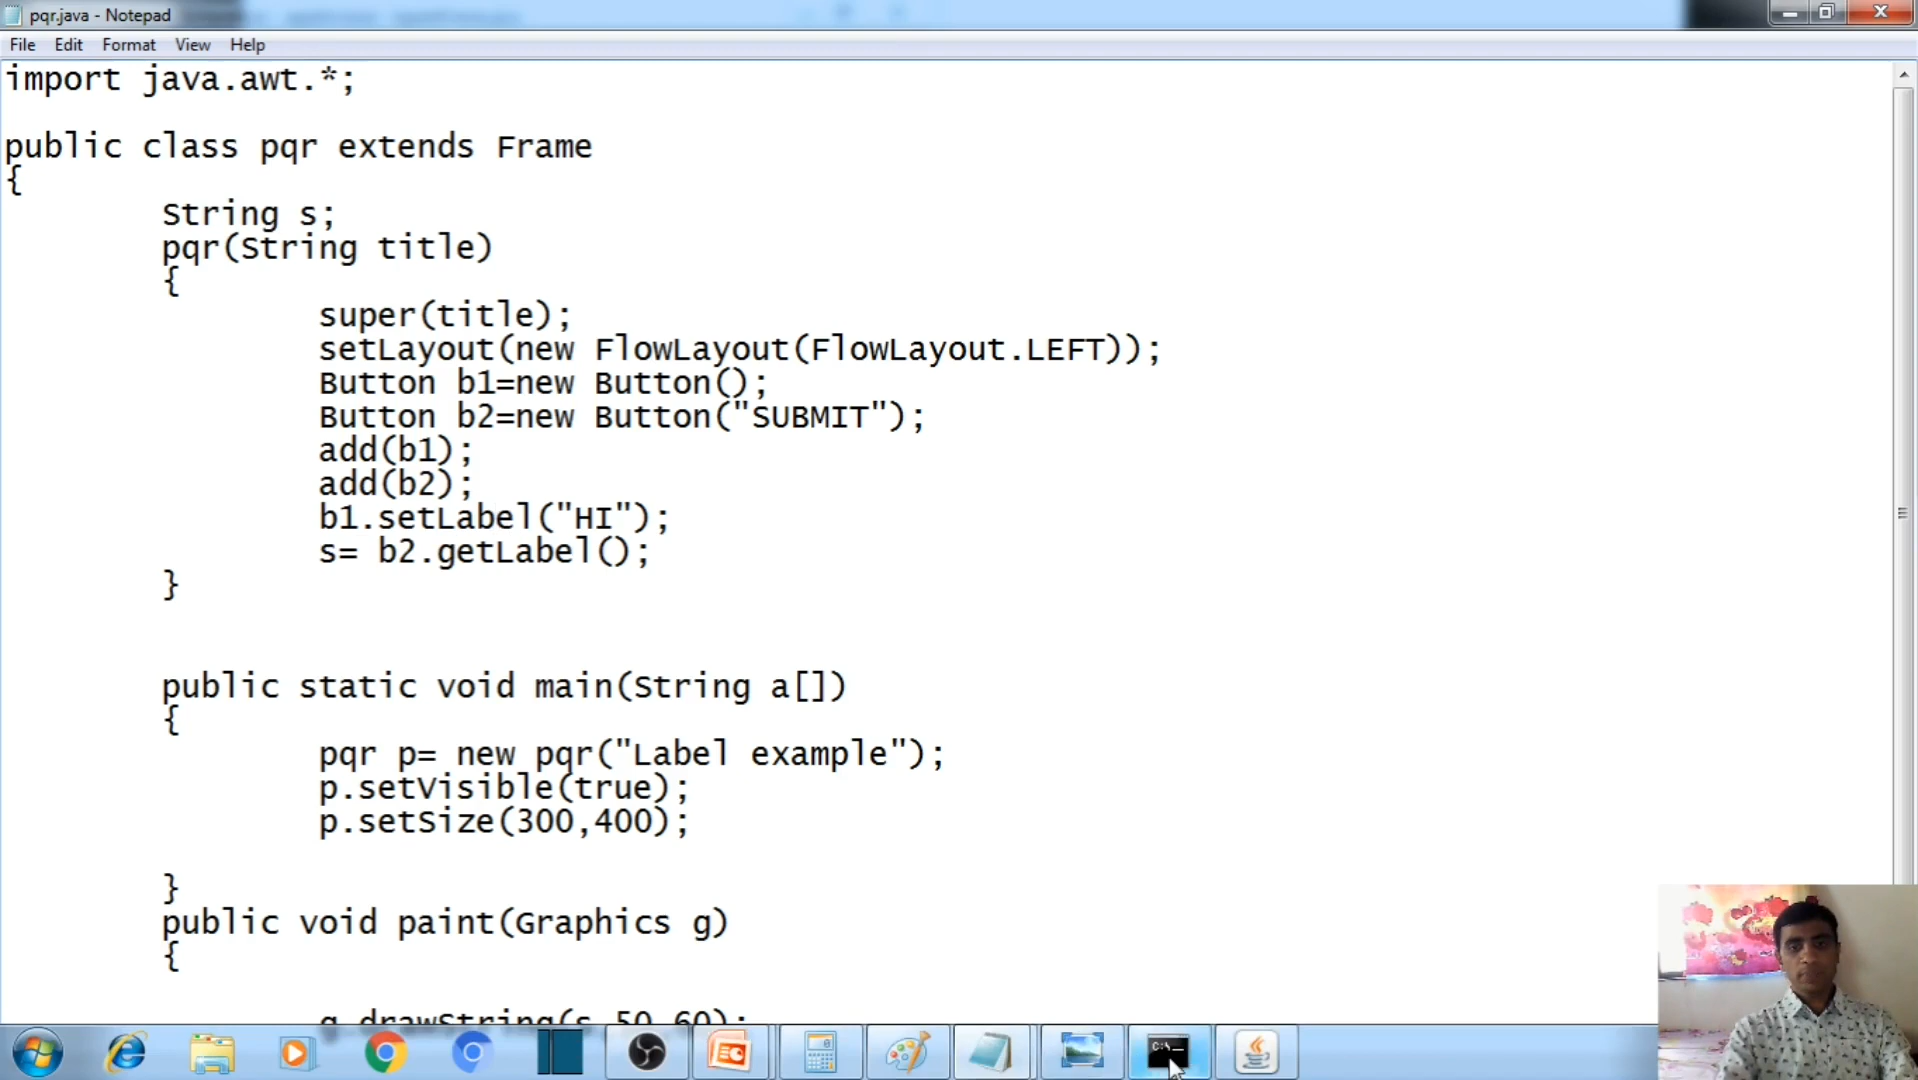 pqr.java - Notepad
File Edit Format View Help
import java.awt.*;
public class pqr extends Frame
{
String s;
pqr(String title)
{
super(title);
setLayout(new FlowLayout(FlowLayout.LEFT));
Button b1=new Button();
Button b2=new Button("SUBMIT");
add(b1);
add(b2);
b1.setLabel("HI");
s= b2.getLabel();
}
public static void main(String a[])
{
pqr p= new pqr("Label example");
p.setVisible(true);
p.setSize(300,400);
}
public void paint(Graphics g)
{
g.drawString(s,50,60);
C:\_